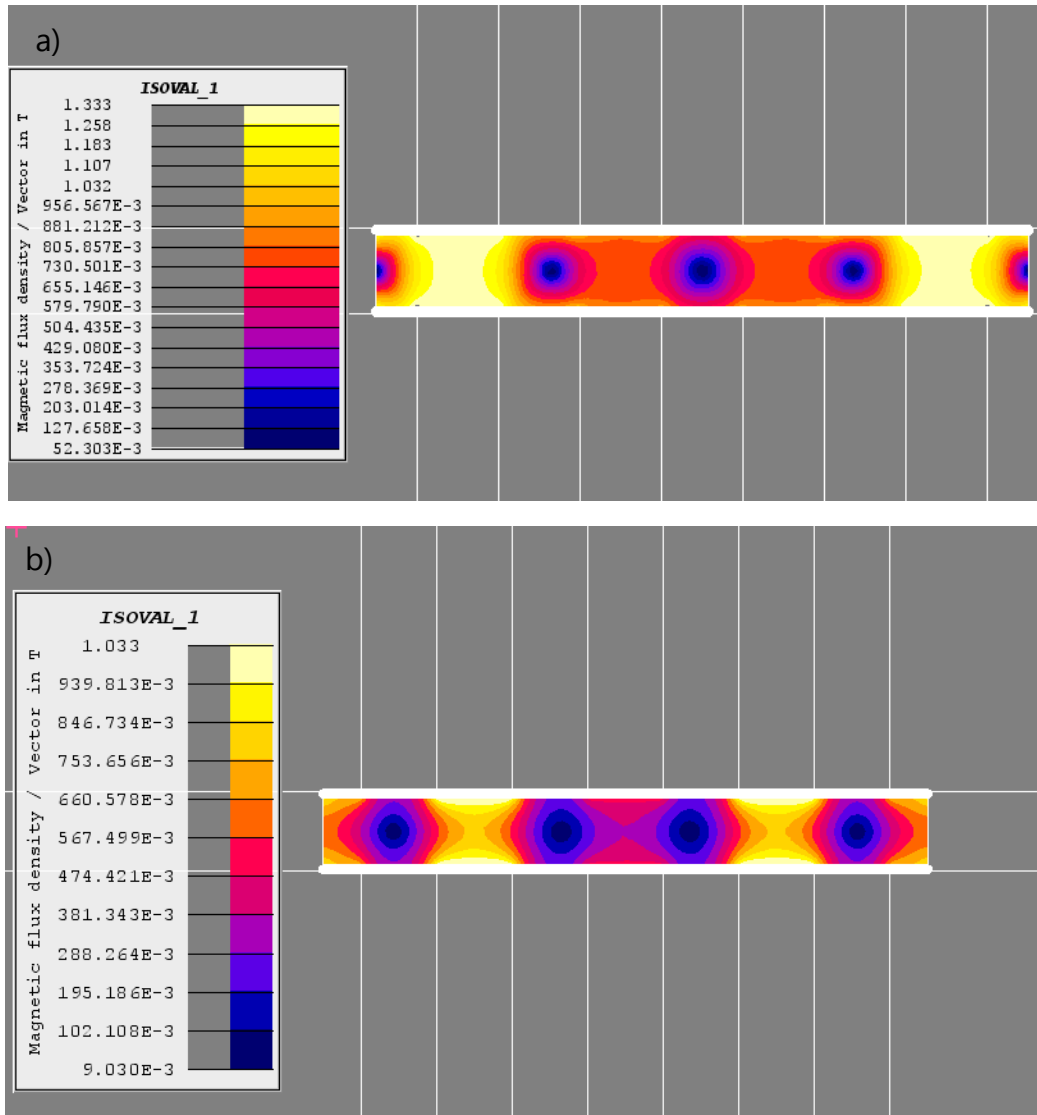 a)
ISOVAL_1
Magnetic flux density / Vector in T
1.333
1.258
1.183
1.107
1.032
956.567E-3
881.212E-3
805.857E-3
730.501E-3
655.146E-3
579.790E-3
504.435E-3
429.080E-3
353.724E-3
278.369E-3
203.014E-3
127.658E-3
52.303E-3
b)
ISOVAL_1
Magnetic flux density / Vector in T
1.033
939.813E-3
846.734E-3
753.656E-3
660.578E-3
567.499E-3
474.421E-3
381.343E-3
288.264E-3
195.186E-3
102.108E-3
9.030E-3